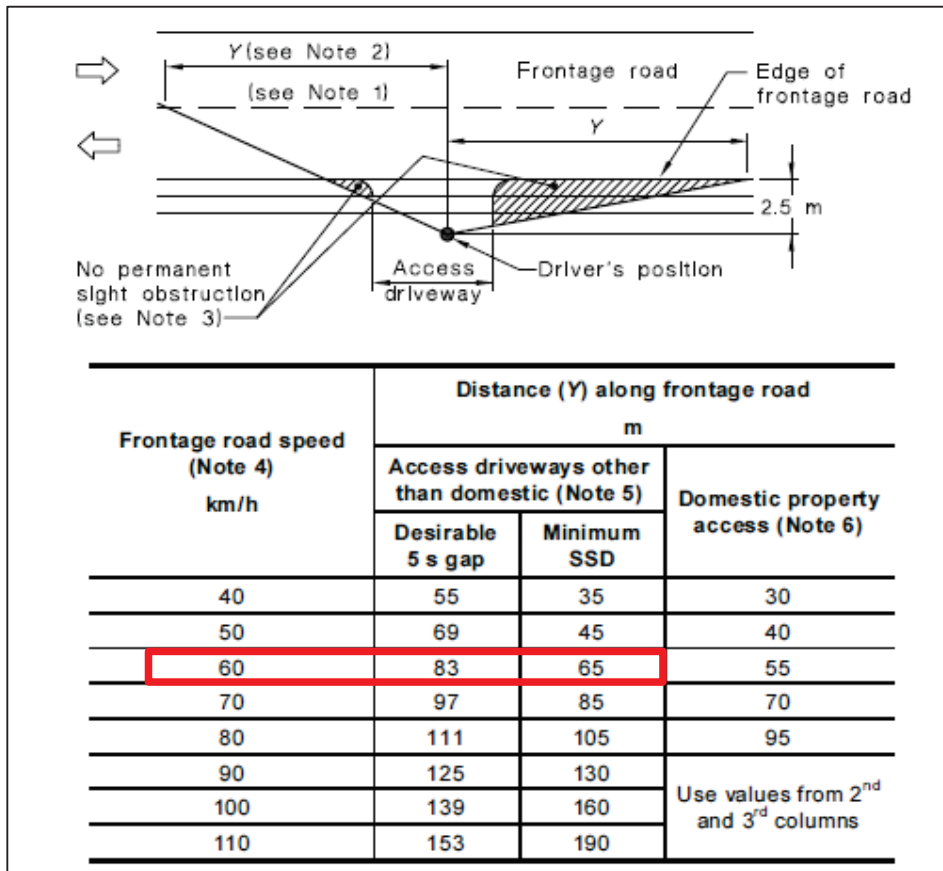 Y (see Note 2)
Frontage road
Edge of
frontage road
(see Note 1)
Y
2.5 m
No permanent
sight obstruction
(see Note 3)
Access
driveway
Driver's position
Frontage road speed
(Note 4)
km/h
Distance (Y) along frontage road
m
Access driveways other
than domestic (Note 5)
Domestic property
access (Note 6)
Desirable
5 s gap
Minimum
SSD
40 55 35 30
50 69 45 40
60 83 65 55
70 97 85 70
80 111 105 95
90 125 130
100 139 160
110 153 190
Use values from 2nd
and 3rd columns